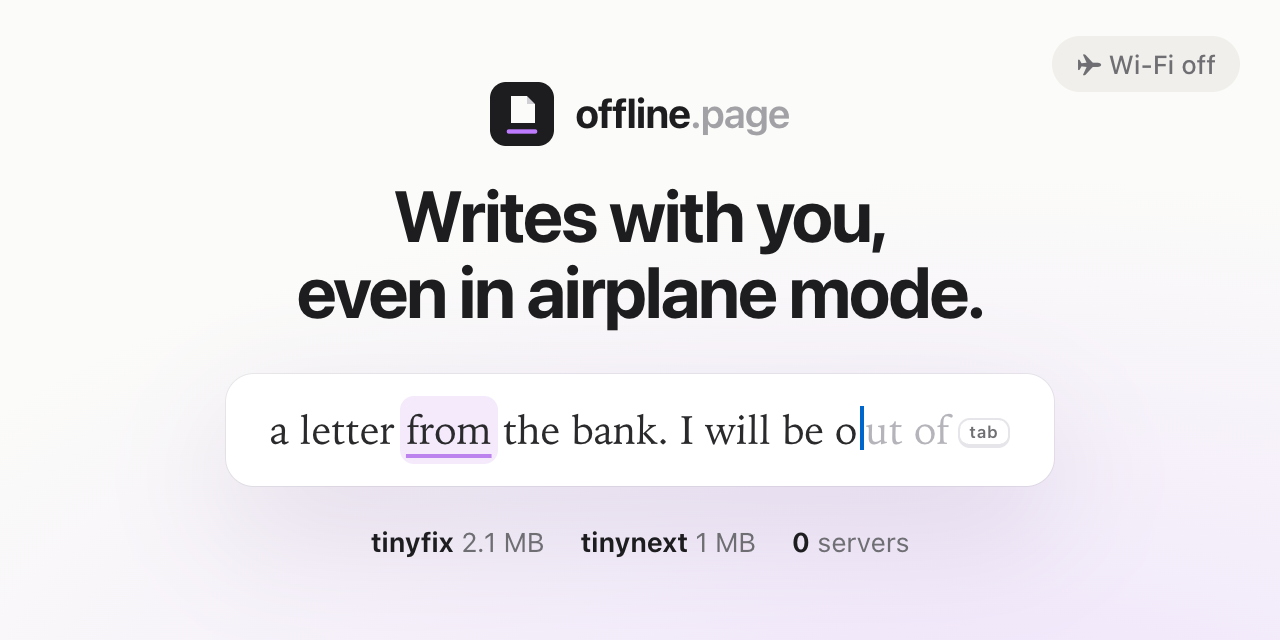 Wi-Fi off
offline.page
Writes with you,
even in airplane mode.
a letter from the bank. I will be out of tab
tinyfix 2.1 MB tinynext 1 MB 0 servers